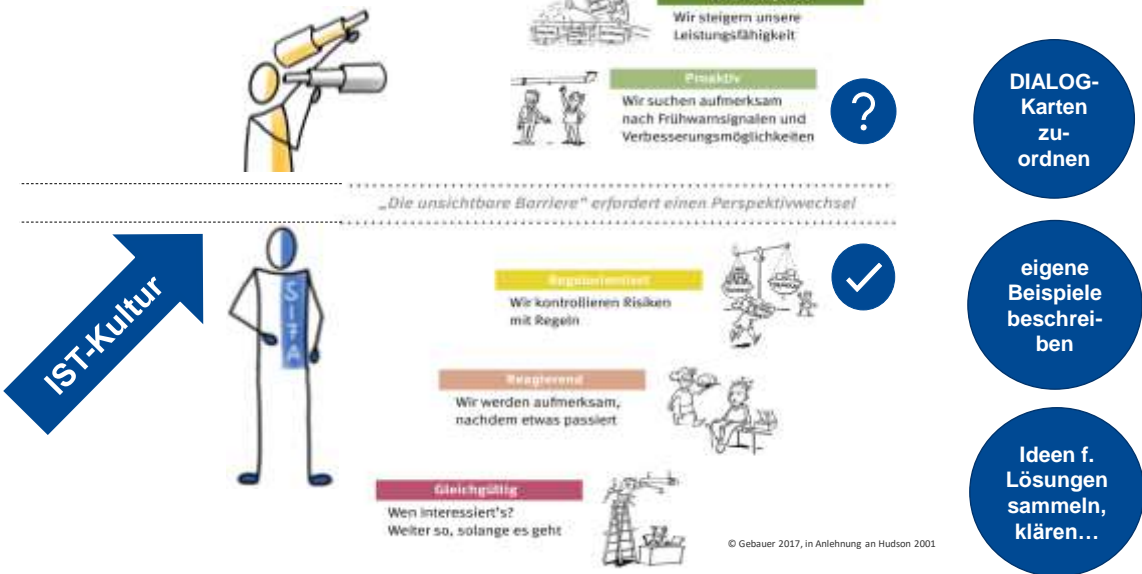 Wir steigern unsere
Leistungsfähigkeit
Proaktiv
Wir suchen aufmerksam
nach Frühwarnsignalen und
Verbesserungsmöglichkeiten
?
„Die unsichtbare Barriere" erfordert einen Perspektivwechsel
IST-Kultur
SIFA
Regelorientiert
Wir kontrollieren Risiken
mit Regeln
Reagierend
Wir werden aufmerksam,
nachdem etwas passiert
Gleichgültig
Wen interessiert's?
Weiter so, solange es geht
© Gebauer 2017, in Anlehnung an Hudson 2001
DIALOG-
Karten
zu-
ordnen
eigene
Beispiele
beschrei-
ben
Ideen f.
Lösungen
sammeln,
klären…